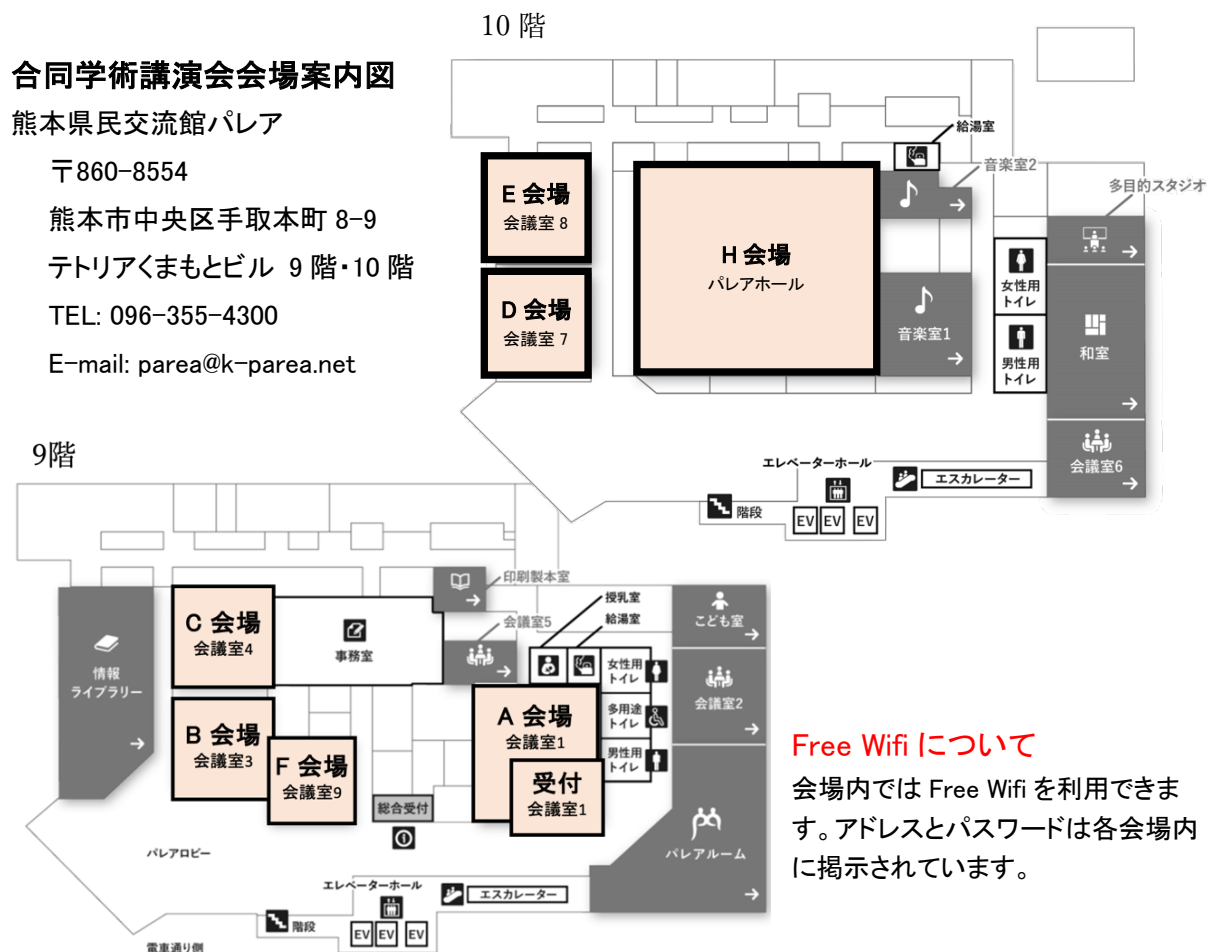 10 階
合同学術講演会会場案内図
熊本県民交流館パレア
〒860-8554
熊本市中央区手取本町 8-9
テトリアくまもとビル 9 階・10 階
TEL: 096-355-4300
E-mail: parea@k-parea.net
給湯室
音楽室2
多目的スタジオ
E 会場
会議室 8
H 会場
パレアホール
女性用
トイレ
D 会場
会議室 7
音楽室1
男性用
トイレ
和室
会議室6
エレベーターホール
エスカレーター
階段
EV EV EV
9階
印刷製本室
授乳室
会議室5
給湯室
こども室
C 会場
会議室4
事務室
情報
ライブラリー
女性用
トイレ
会議室2
多用途
トイレ
A 会場
会議室1
B 会場
会議室3
F 会場
会議室9
男性用
トイレ
受付
会議室1
総合受付
パレアルーム
パレアロビー
エレベーターホール
エスカレーター
階段
EV EV EV
電車通り側
Free Wifi について
会場内では Free Wifi を利用できま
す。アドレスとパスワードは各会場内
に掲示されています。